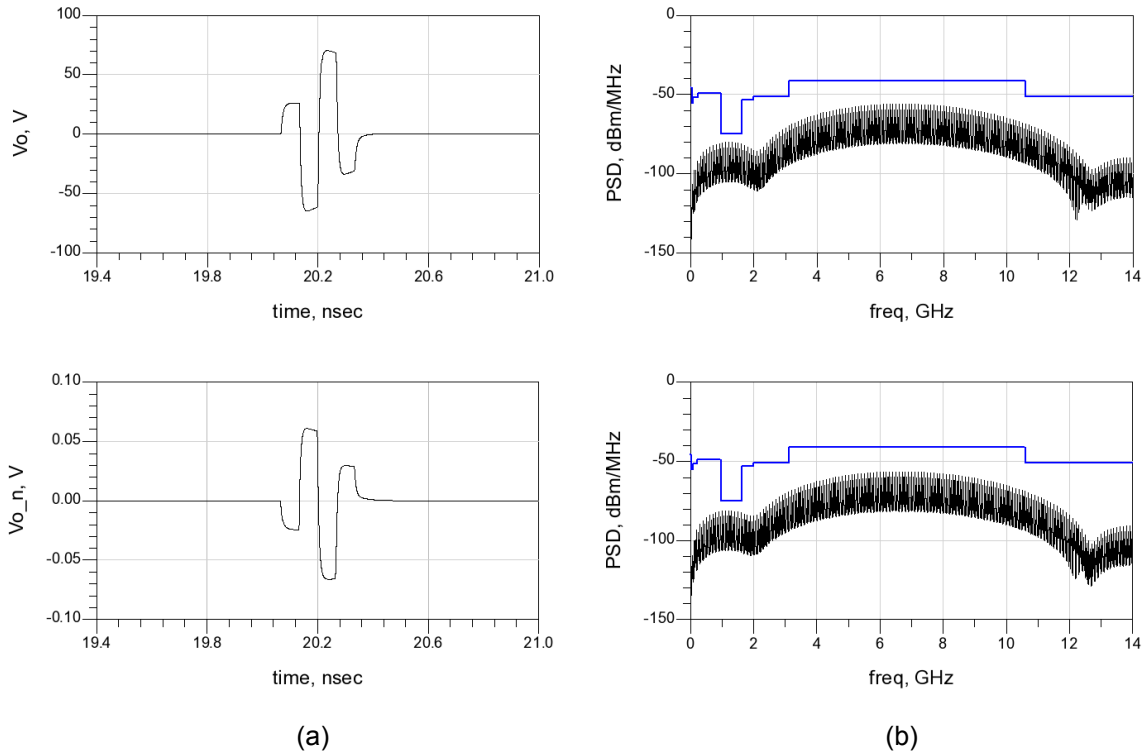 100
50
0
-50
-100
Vo, V
19.4 19.8 20.2 20.6 21.0
time, nsec
0
-50
-100
-150
PSD, dBm/MHz
0 2 4 6 8 10 12 14
freq, GHz
0.10
0.05
0.00
-0.05
-0.10
Vo_n, V
19.4 19.8 20.2 20.6 21.0
time, nsec
0
-50
-100
-150
PSD, dBm/MHz
0 2 4 6 8 10 12 14
freq, GHz
(a) (b)